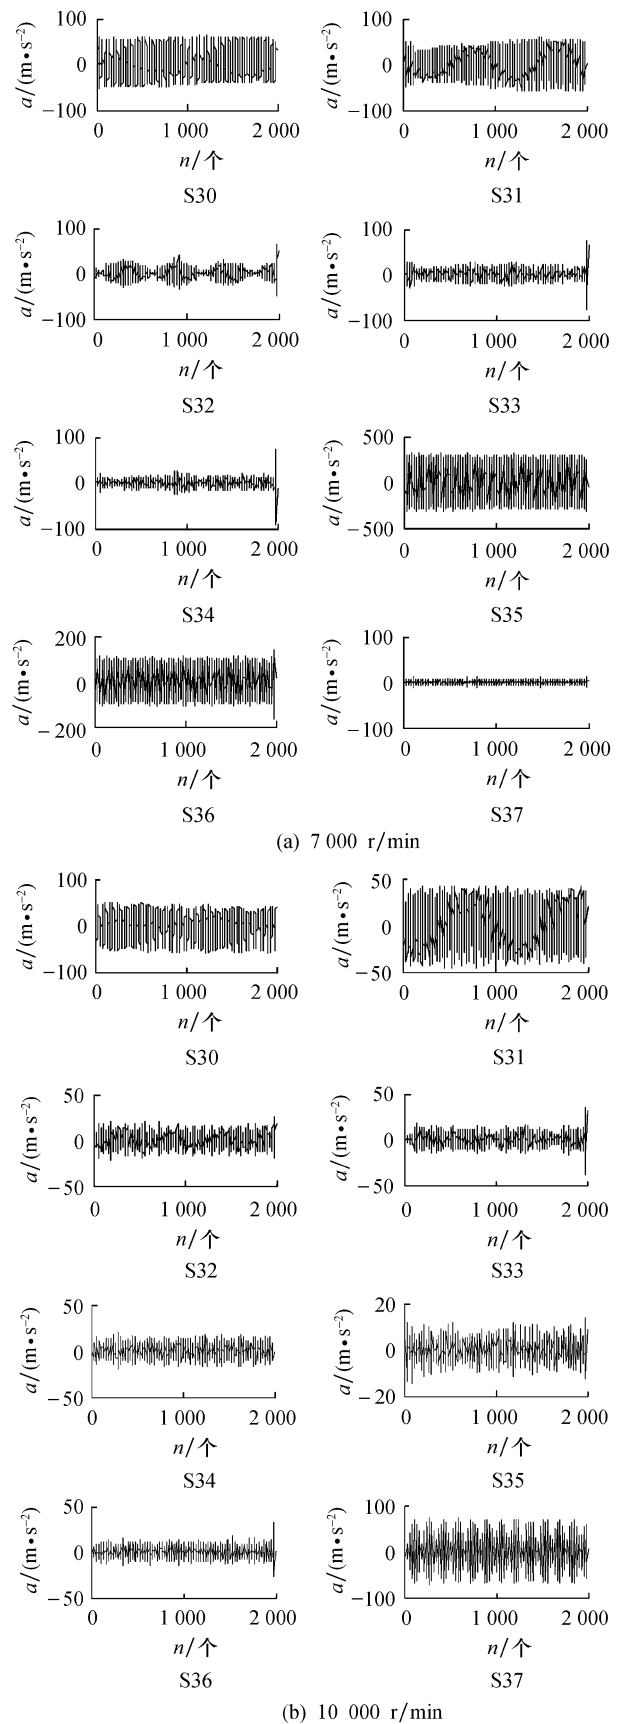 100
0
−100
a/(m•s⁻²)
0 1 000 2 000
n/个
S30
100
0
−100
a/(m•s⁻²)
0 1 000 2 000
n/个
S31
100
0
−100
a/(m•s⁻²)
0 1 000 2 000
n/个
S32
100
0
−100
a/(m•s⁻²)
0 1 000 2 000
n/个
S33
100
0
−100
a/(m•s⁻²)
0 1 000 2 000
n/个
S34
500
0
−500
a/(m•s⁻²)
0 1 000 2 000
n/个
S35
200
0
−200
a/(m•s⁻²)
0 1 000 2 000
n/个
S36
100
0
−100
a/(m•s⁻²)
0 1 000 2 000
n/个
S37
(a) 7 000 r/min
100
0
−100
a/(m•s⁻²)
0 1 000 2 000
n/个
S30
50
0
−50
a/(m•s⁻²)
0 1 000 2 000
n/个
S31
50
0
−50
a/(m•s⁻²)
0 1 000 2 000
n/个
S32
50
0
−50
a/(m•s⁻²)
0 1 000 2 000
n/个
S33
50
0
−50
a/(m•s⁻²)
0 1 000 2 000
n/个
S34
20
0
−20
a/(m•s⁻²)
0 1 000 2 000
n/个
S35
50
0
−50
a/(m•s⁻²)
0 1 000 2 000
n/个
S36
100
0
−100
a/(m•s⁻²)
0 1 000 2 000
n/个
S37
(b) 10 000 r/min